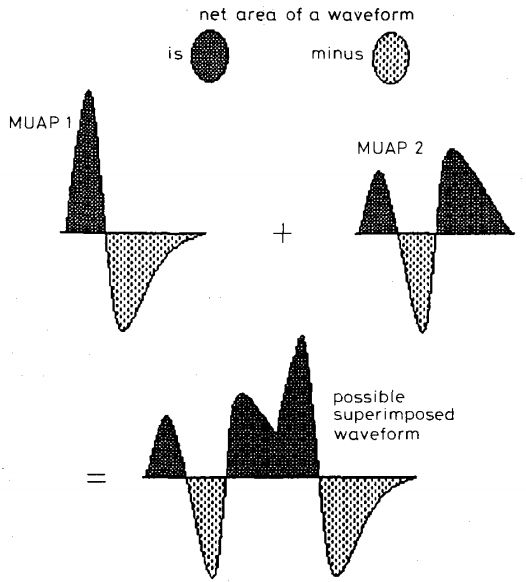 net area of a waveform
is minus
MUAP 1
MUAP 2
+
=
possible
superimposed
waveform